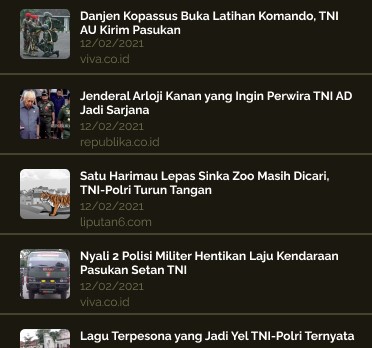 Danjen Kopassus Buka Latihan Komando, TNI
AU Kirim Pasukan
12/02/2021
viva.co.id
Jenderal Arloji Kanan yang Ingin Perwira TNI AD
Jadi Sarjana
12/02/2021
republika.co.id
Satu Harimau Lepas Sinka Zoo Masih Dicari,
TNI-Polri Turun Tangan
12/02/2021
liputan6.com
Nyali 2 Polisi Militer Hentikan Laju Kendaraan
Pasukan Setan TNI
12/02/2021
viva.co.id
Lagu Terpesona yang Jadi Yel TNI-Polri Ternyata